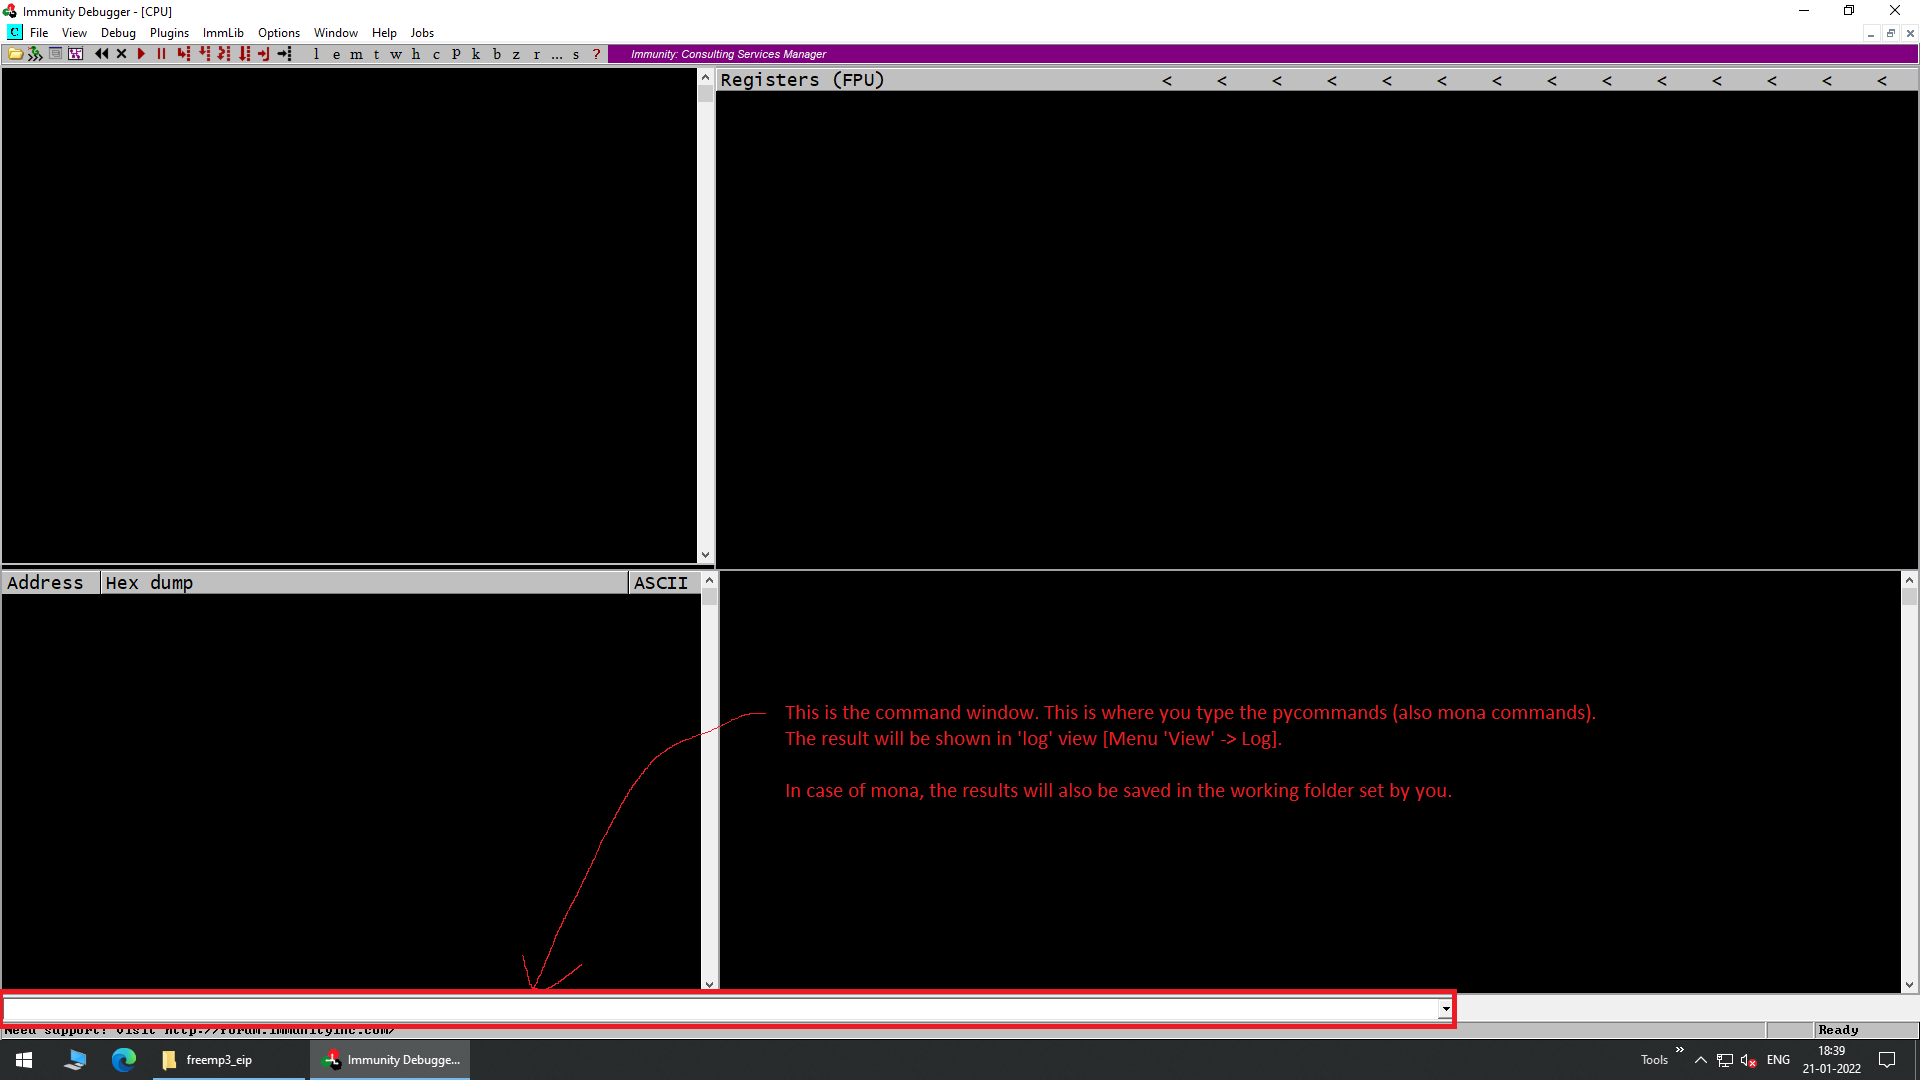 Immunity Debugger - [CPU]
C File View Debug Plugins ImmLib Options Window Help Jobs
l e m t w h c P k b z r ... s ? Immunity: Consulting Services Manager
Registers (FPU) < < < < < < < < < < < < < <
Address Hex dump ASCII
This is the command window. This is where you type the pycommands (also mona commands).
The result will be shown in 'log' view [Menu 'View' -> Log].
In case of mona, the results will also be saved in the working folder set by you.
Need support? visit http://forum.immunityinc.com/
Ready
freemp3_eip
Immunity Debugge...
Tools » ENG
18:39
21-01-2022